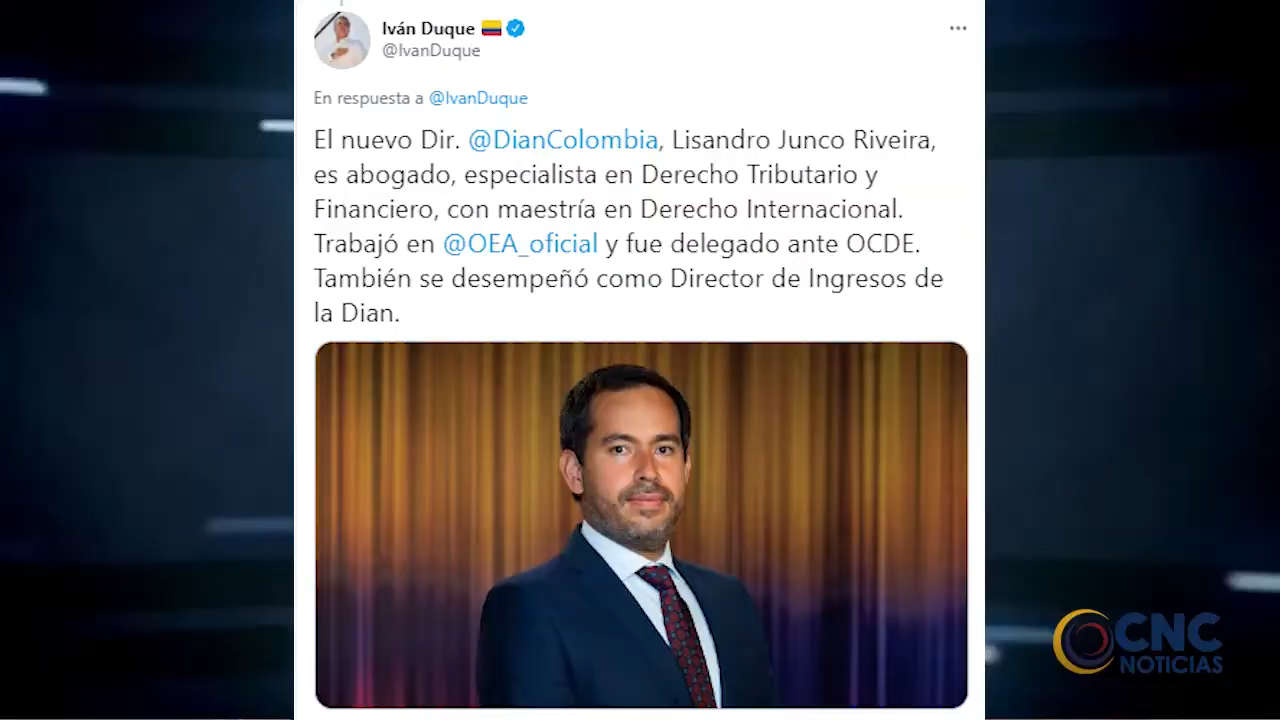 Iván Duque
@IvanDuque
En respuesta a @IvanDuque
El nuevo Dir. @DianColombia, Lisandro Junco Riveira,
es abogado, especialista en Derecho Tributario y
Financiero, con maestría en Derecho Internacional.
Trabajó en @OEA_oficial y fue delegado ante OCDE.
También se desempeñó como Director de Ingresos de
la Dian.
CNC
NOTICIAS